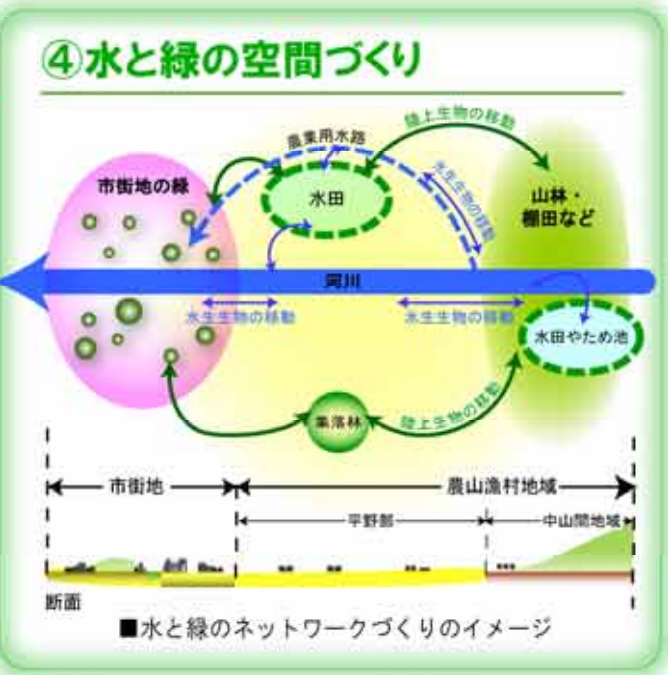 ④水と緑の空間づくり
陸上生物の移動
農業用水路
水生生物の移動
市街地の緑
水田
山林・
棚田など
河川
水生生物の移動
水生生物の移動
水田やため池
集落林
陸上生物の移動
市街地
農山漁村地域
平野部
中山間地域
断面
■水と緑のネットワークづくりのイメージ